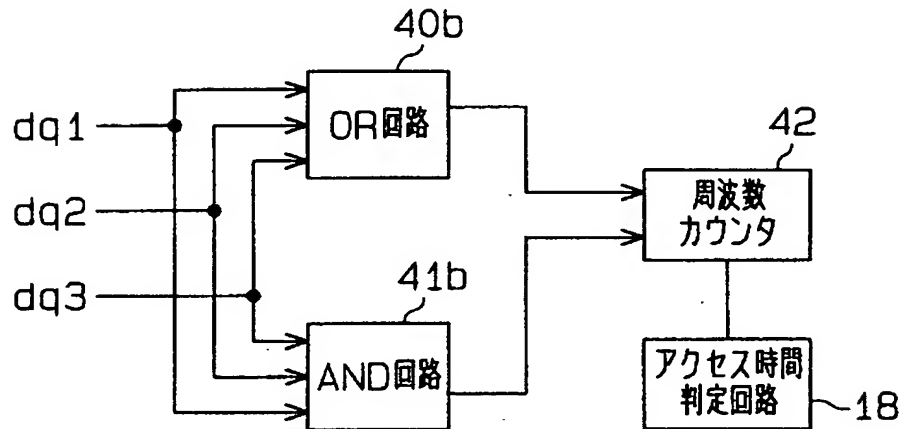 40b
OR回路
dq1
dq2
dq3
41b
AND回路
42
周波数
カウンタ
アクセス時間
判定回路
18